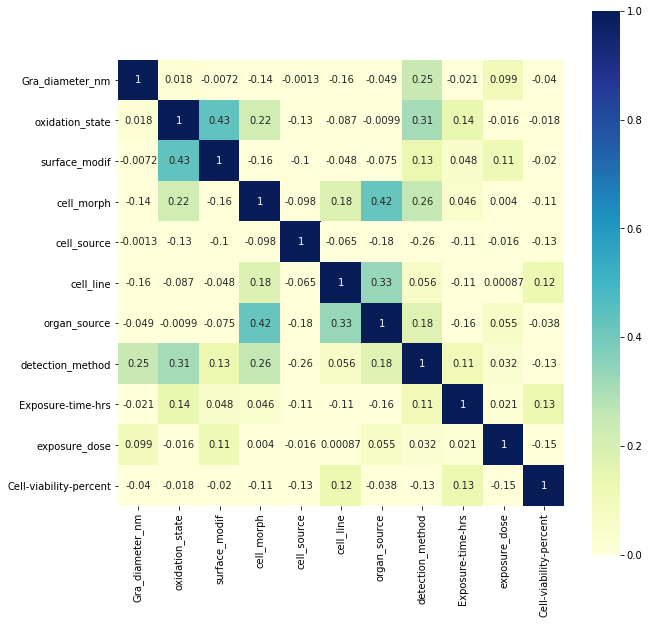 1.0
0.8
0.6
0.4
0.2
0.0
Gra_diameter_nm 1 0.018 -0.0072 -0.14 -0.0013 -0.16 -0.049 0.25 -0.021 0.099 -0.04
oxidation_state 0.018 1 0.43 0.22 -0.13 -0.087 -0.0099 0.31 0.14 -0.016 -0.018
surface_modif -0.0072 0.43 1 -0.16 -0.1 -0.048 -0.075 0.13 0.048 0.11 -0.02
cell_morph -0.14 0.22 -0.16 1 -0.098 0.18 0.42 0.26 0.046 0.004 -0.11
cell_source -0.0013 -0.13 -0.1 -0.098 1 -0.065 -0.18 -0.26 -0.11 -0.016 -0.13
cell_line -0.16 -0.087 -0.048 0.18 -0.065 1 0.33 0.056 -0.11 0.00087 0.12
organ_source -0.049 -0.0099 -0.075 0.42 -0.18 0.33 1 0.18 -0.16 0.055 -0.038
detection_method 0.25 0.31 0.13 0.26 -0.26 0.056 0.18 1 0.11 0.032 -0.13
Exposure-time-hrs -0.021 0.14 0.048 0.046 -0.11 -0.11 -0.16 0.11 1 0.021 0.13
exposure_dose 0.099 -0.016 0.11 0.004 -0.016 0.00087 0.055 0.032 0.021 1 -0.15
Cell-viability-percent -0.04 -0.018 -0.02 -0.11 -0.13 0.12 -0.038 -0.13 0.13 -0.15 1
Gra_diameter_nm
oxidation_state
surface_modif
cell_morph
cell_source
cell_line
organ_source
detection_method
Exposure-time-hrs
exposure_dose
Cell-viability-percent